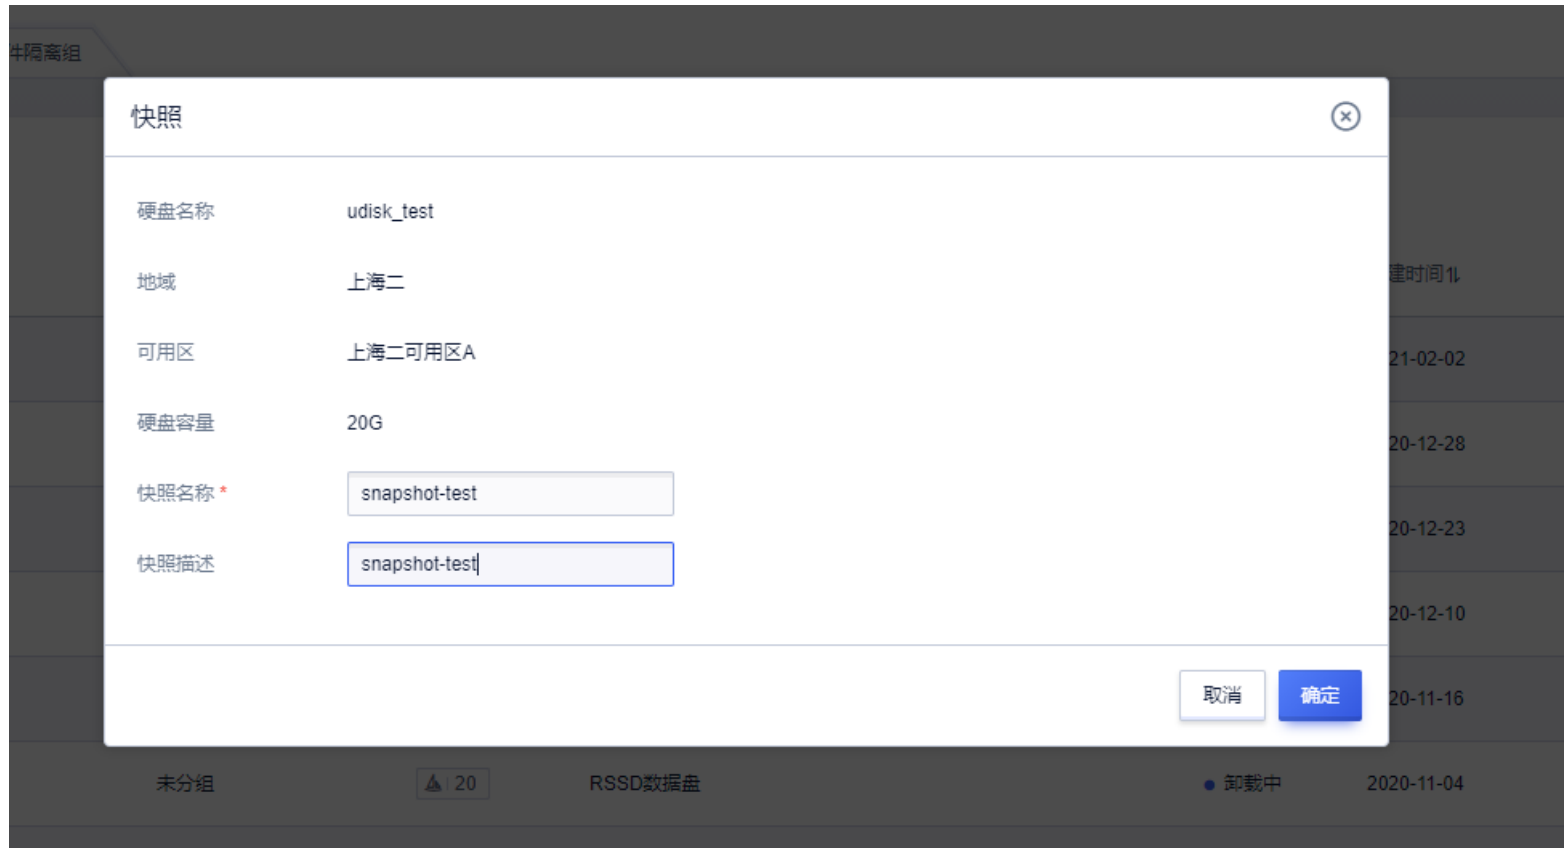 件隔离组
快照
硬盘名称 udisk_test
地域 上海二
可用区 上海二可用区A
硬盘容量 20G
快照名称 * snapshot-test
快照描述 snapshot-test
取消 确定
建时间
21-02-02
20-12-28
20-12-23
20-12-10
20-11-16
未分组 20 RSSD数据盘 卸载中 2020-11-04